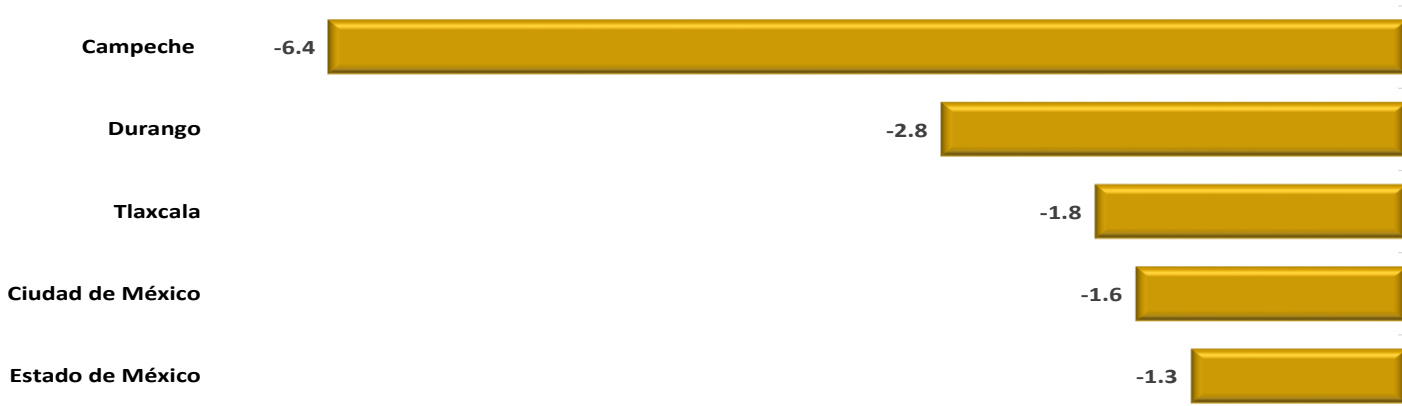 Campeche -6.4
Durango -2.8
Tlaxcala -1.8
Ciudad de México -1.6
Estado de México -1.3